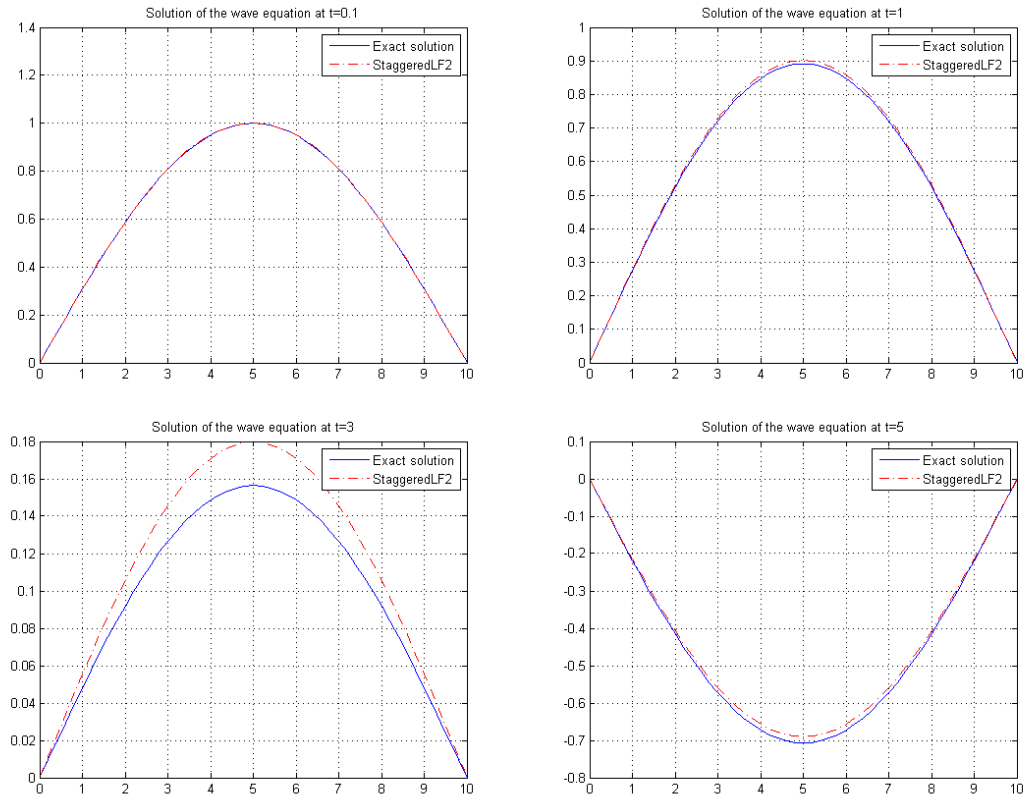 Solution of the wave equation at t=0.1
1.4
1.2
1
0.8
0.6
0.4
0.2
0
0 1 2 3 4 5 6 7 8 9 10
Exact solution
StaggeredLF2
Solution of the wave equation at t=1
1
0.9
0.8
0.7
0.6
0.5
0.4
0.3
0.2
0.1
0
0 1 2 3 4 5 6 7 8 9 10
Exact solution
StaggeredLF2
Solution of the wave equation at t=3
0.18
0.16
0.14
0.12
0.1
0.08
0.06
0.04
0.02
0
0 1 2 3 4 5 6 7 8 9 10
Exact solution
StaggeredLF2
Solution of the wave equation at t=5
0.1
0
-0.1
-0.2
-0.3
-0.4
-0.5
-0.6
-0.7
-0.8
0 1 2 3 4 5 6 7 8 9 10
Exact solution
StaggeredLF2